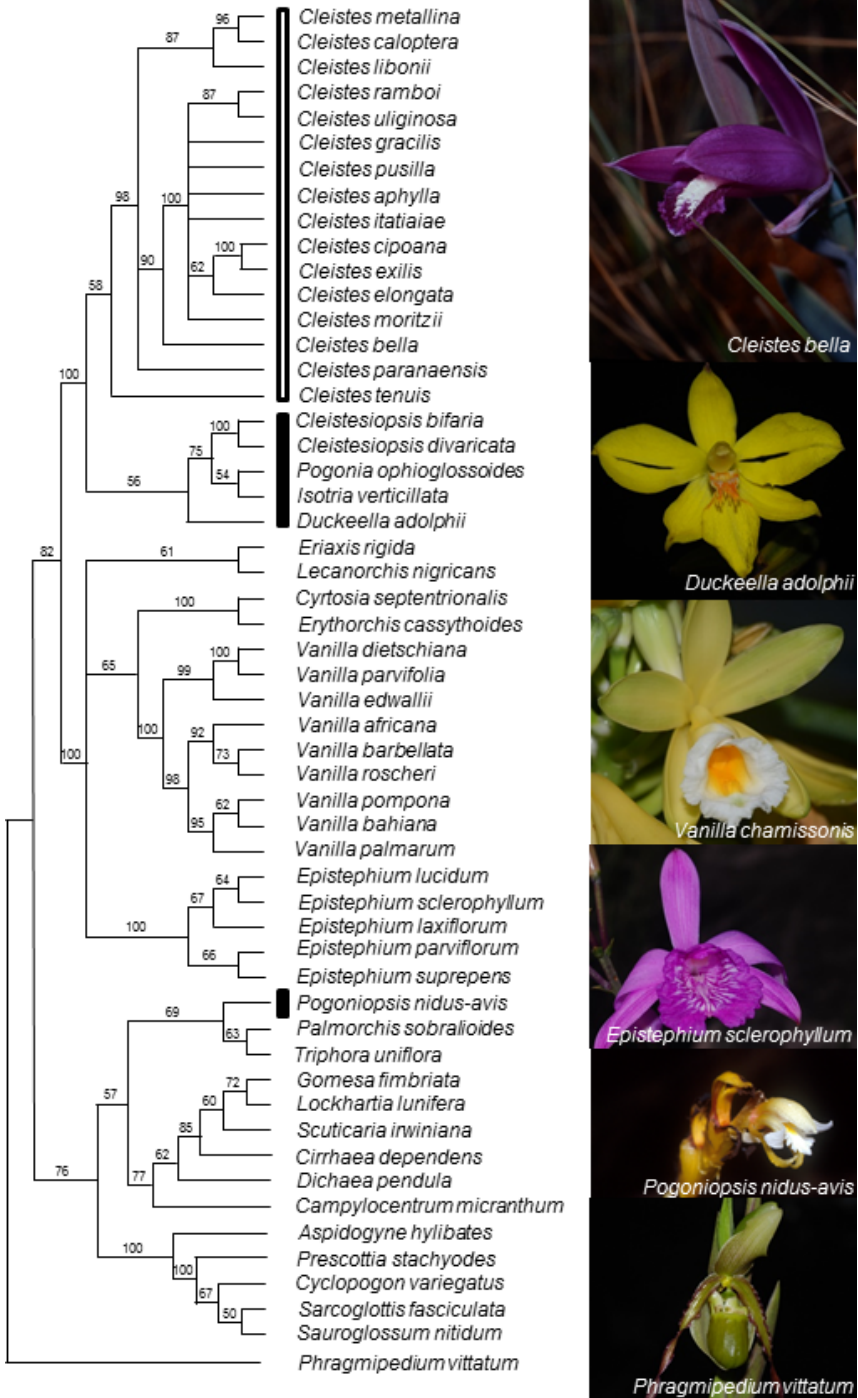 96
Cleistes metallina
87
Cleistes caloptera
Cleistes libonii
87
Cleistes ramboi
Cleistes uliginosa
Cleistes gracilis
Cleistes pusilla
98
100
Cleistes aphylla
Cleistes itatiaiae
100
Cleistes cipoana
90
62
Cleistes exilis
58
Cleistes elongata
Cleistes moritzii
Cleistes bella
Cleistes bella
100
Cleistes paranaensis
Cleistes tenuis
100
Cleistesiopsis bifaria
75
Cleistesiopsis divaricata
54
Pogonia ophioglossoides
56
Isotria verticillata
Duckeella adolphii
82
61
Eriaxis rigida
Lecanorchis nigricans
Duckeella adolphii
100
Cyrtosia septentrionalis
Erythorchis cassythoides
100
Vanilla dietschiana
65
99
Vanilla parvifolia
Vanilla edwallii
100
92
Vanilla africana
100
73
Vanilla barbellata
98
Vanilla roscheri
62
Vanilla pompona
95
Vanilla bahiana
Vanilla chamissonis
Vanilla palmarum
64
Epistephium lucidum
67
Epistephium sclerophyllum
100
Epistephium laxiflorum
66
Epistephium parviflorum
Epistephium suprepens
69
Pogoniopsis nidus-avis
63
Palmorchis sobralioides
Epistephium sclerophyllum
Triphora uniflora
57
72
Gomesa fimbriata
60
Lockhartia lunifera
85
Scuticaria irwiniana
62
Cirrhaea dependens
76
77
Dichaea pendula
Pogoniopsis nidus-avis
Campylocentrum micranthum
100
Aspidogyne hylibates
100
Prescottia stachyodes
67
Cyclopogon variegatus
50
Sarcoglottis fasciculata
Sauroglossum nitidum
Phragmipedium vittatum
Phragmipedium vittatum